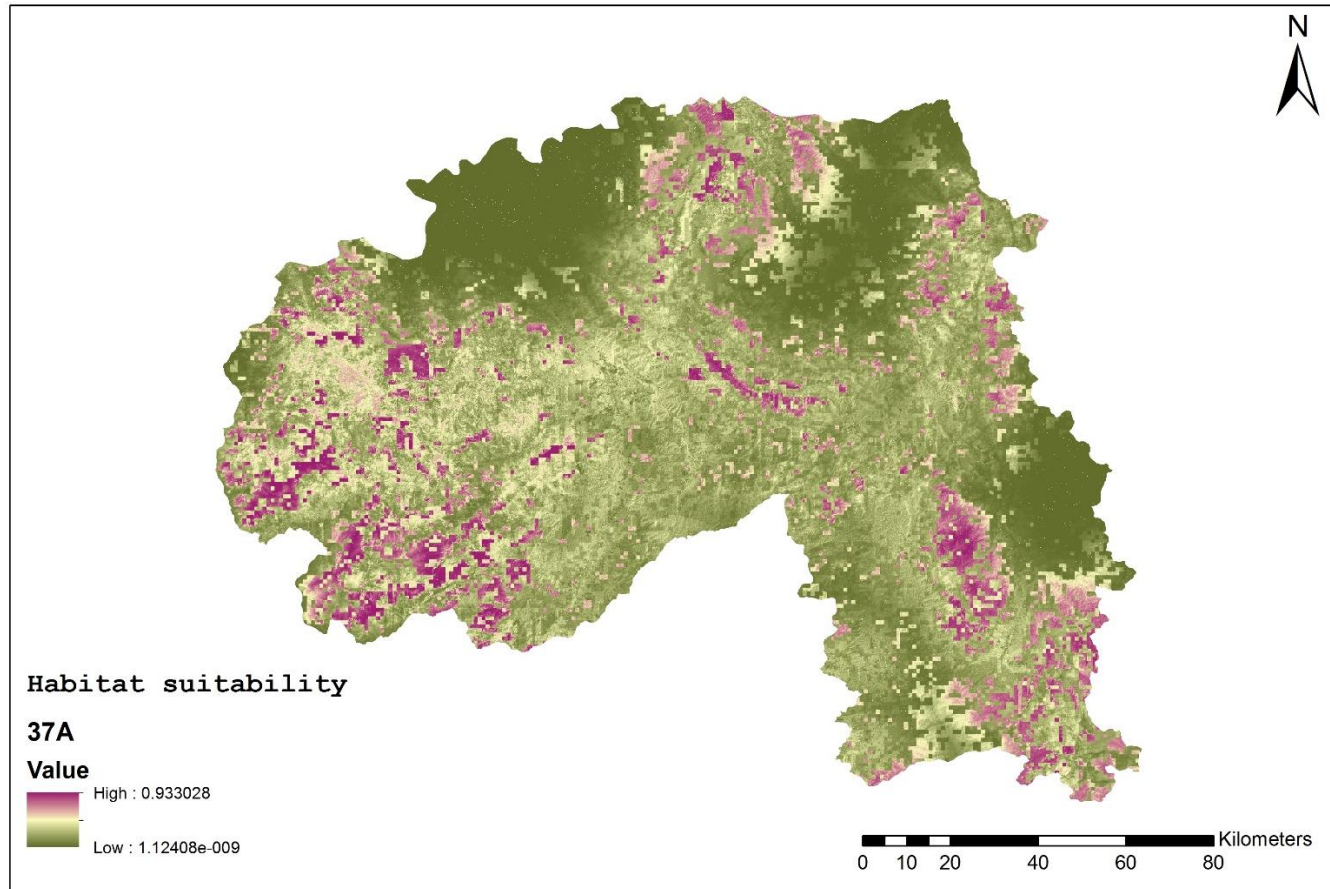 N
Habitat suitability
37A
Value
High : 0.933028
Low : 1.12408e-009
Kilometers
0 10 20 40 60 80